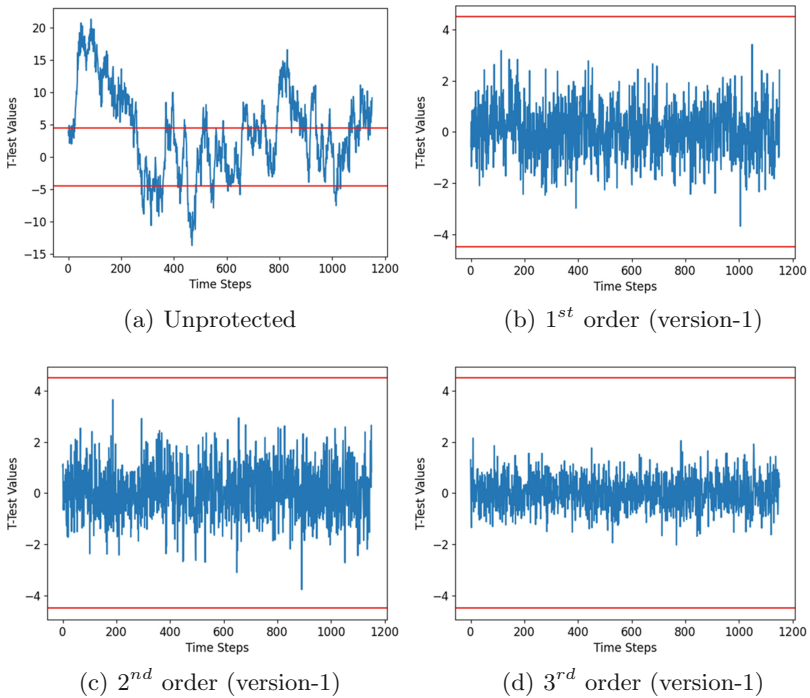 20
15
10
5
0
−5
−10
−15
T-Test Values
0 200 400 600 800 1000 1200
Time Steps
(a) Unprotected
4
2
0
−2
−4
T-Test Values
0 200 400 600 800 1000 1200
Time Steps
(b) 1st order (version-1)
4
2
0
−2
−4
T-Test Values
0 200 400 600 800 1000 1200
Time Steps
(c) 2nd order (version-1)
4
2
0
−2
−4
T-Test Values
0 200 400 600 800 1000 1200
Time Steps
(d) 3rd order (version-1)